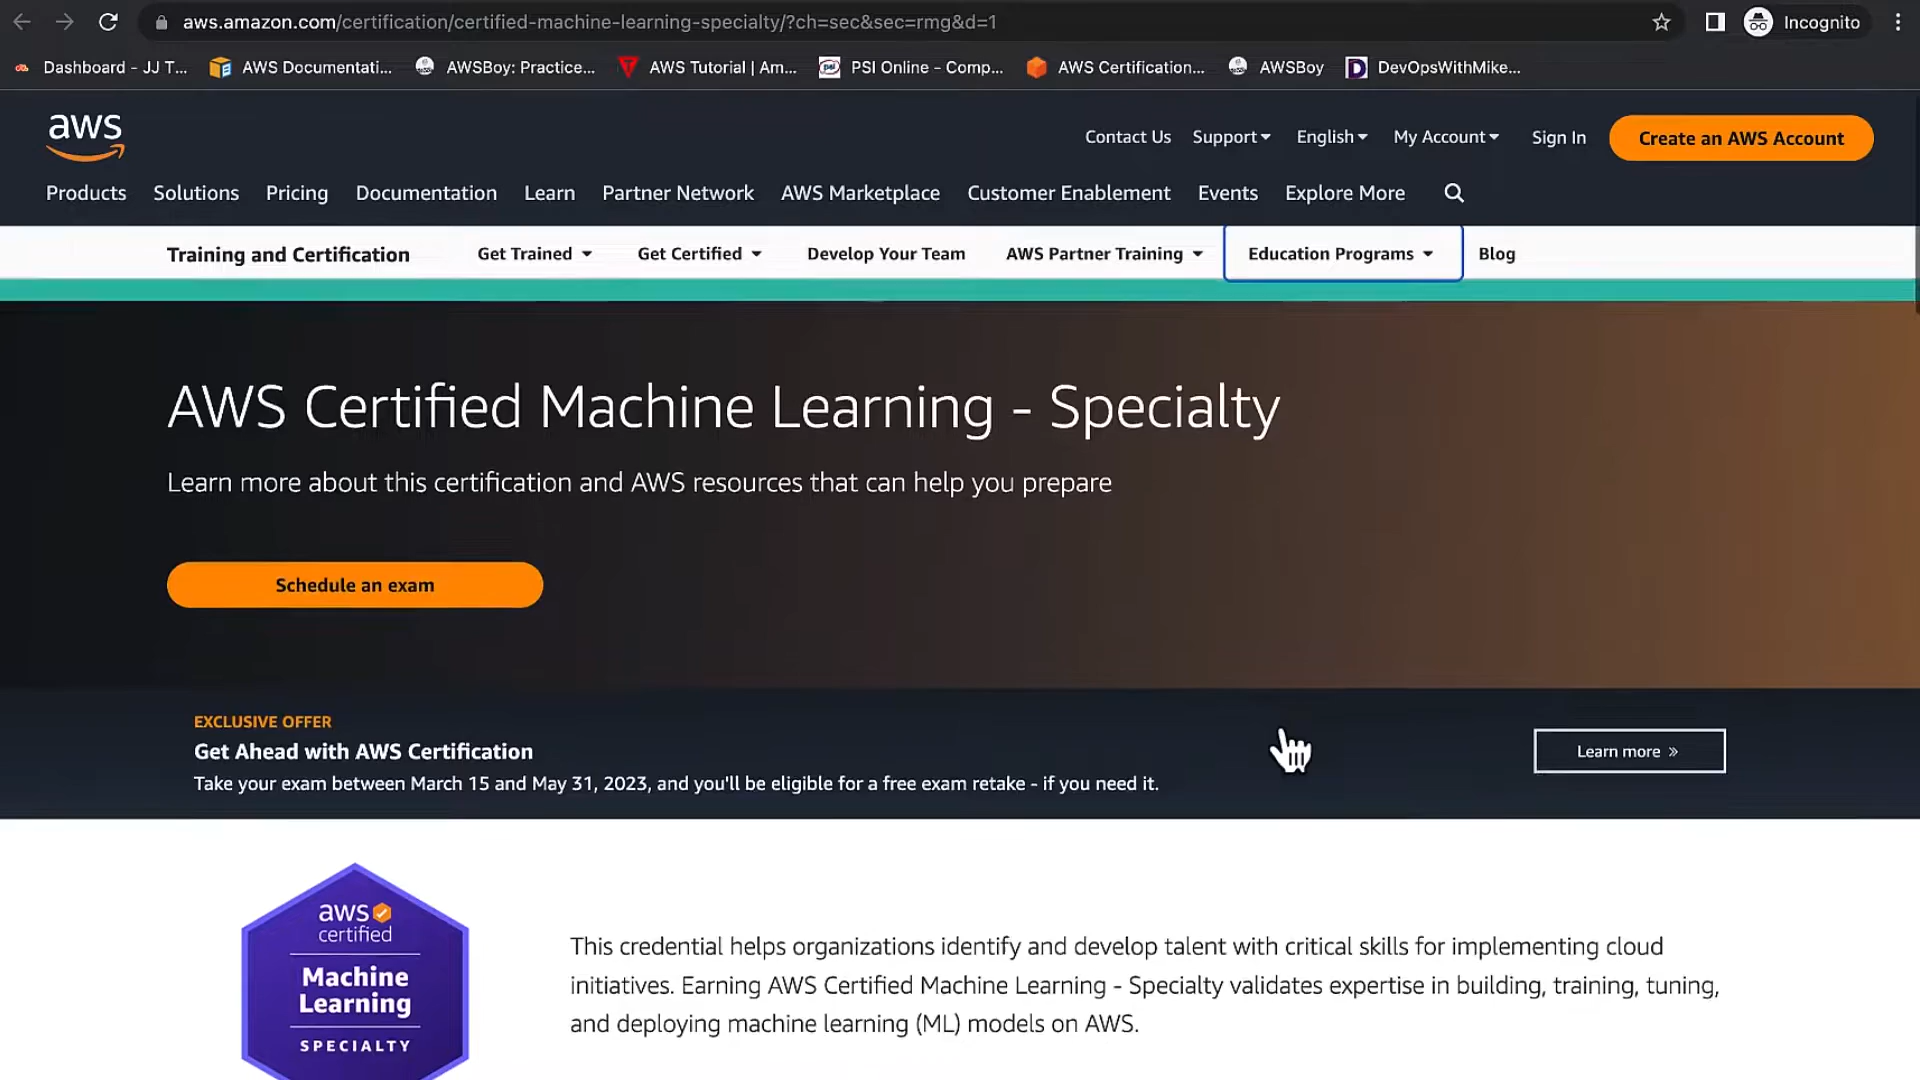 aws.amazon.com/certification/certified-machine-learning-specialty/?ch=sec&sec=rmg&d=1
Incognito
Dashboard - JJ T...
AWS Documentati...
AWSBoy: Practice...
AWS Tutorial | Am...
psi
PSI Online - Comp...
AWS Certification...
AWSBoy
D
DevOpsWithMike...
aws
Contact Us
Support
English
My Account
Sign In
Create an AWS Account
Products
Solutions
Pricing
Documentation
Learn
Partner Network
AWS Marketplace
Customer Enablement
Events
Explore More
Training and Certification
Get Trained
Get Certified
Develop Your Team
AWS Partner Training
Education Programs
Blog
AWS Certified Machine Learning - Specialty
Learn more about this certification and AWS resources that can help you prepare
Schedule an exam
EXCLUSIVE OFFER
Get Ahead with AWS Certification
Take your exam between March 15 and May 31, 2023, and you'll be eligible for a free exam retake - if you need it.
Learn more »
aws
certified
Machine
Learning
SPECIALTY
This credential helps organizations identify and develop talent with critical skills for implementing cloud
initiatives. Earning AWS Certified Machine Learning - Specialty validates expertise in building, training, tuning,
and deploying machine learning (ML) models on AWS.